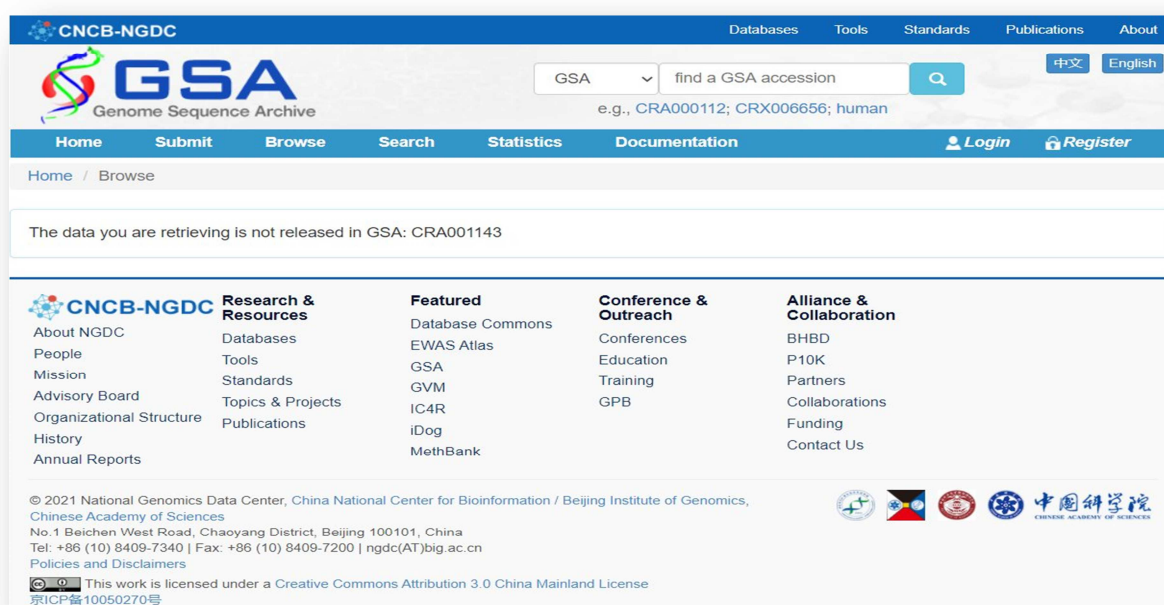 CNCB-NGDC
Databases Tools Standards Publications About
中文 English
GSA
Genome Sequence Archive
GSA find a GSA accession
e.g., CRA000112; CRX006656; human
Home Submit Browse Search Statistics Documentation Login Register
Home / Browse
The data you are retrieving is not released in GSA: CRA001143
CNCB-NGDC
About NGDC
People
Mission
Advisory Board
Organizational Structure
History
Annual Reports
Research &
Resources
Databases
Tools
Standards
Topics & Projects
Publications
Featured
Database Commons
EWAS Atlas
GSA
GVM
IC4R
iDog
MethBank
Conference &
Outreach
Conferences
Education
Training
GPB
Alliance &
Collaboration
BHBD
P10K
Partners
Collaborations
Funding
Contact Us
© 2021 National Genomics Data Center, China National Center for Bioinformation / Beijing Institute of Genomics,
Chinese Academy of Sciences
No.1 Beichen West Road, Chaoyang District, Beijing 100101, China
Tel: +86 (10) 8409-7340 | Fax: +86 (10) 8409-7200 | ngdc(AT)big.ac.cn
Policies and Disclaimers
This work is licensed under a Creative Commons Attribution 3.0 China Mainland License
京ICP备10050270号
中国科学院
CHINESE ACADEMY OF SCIENCES